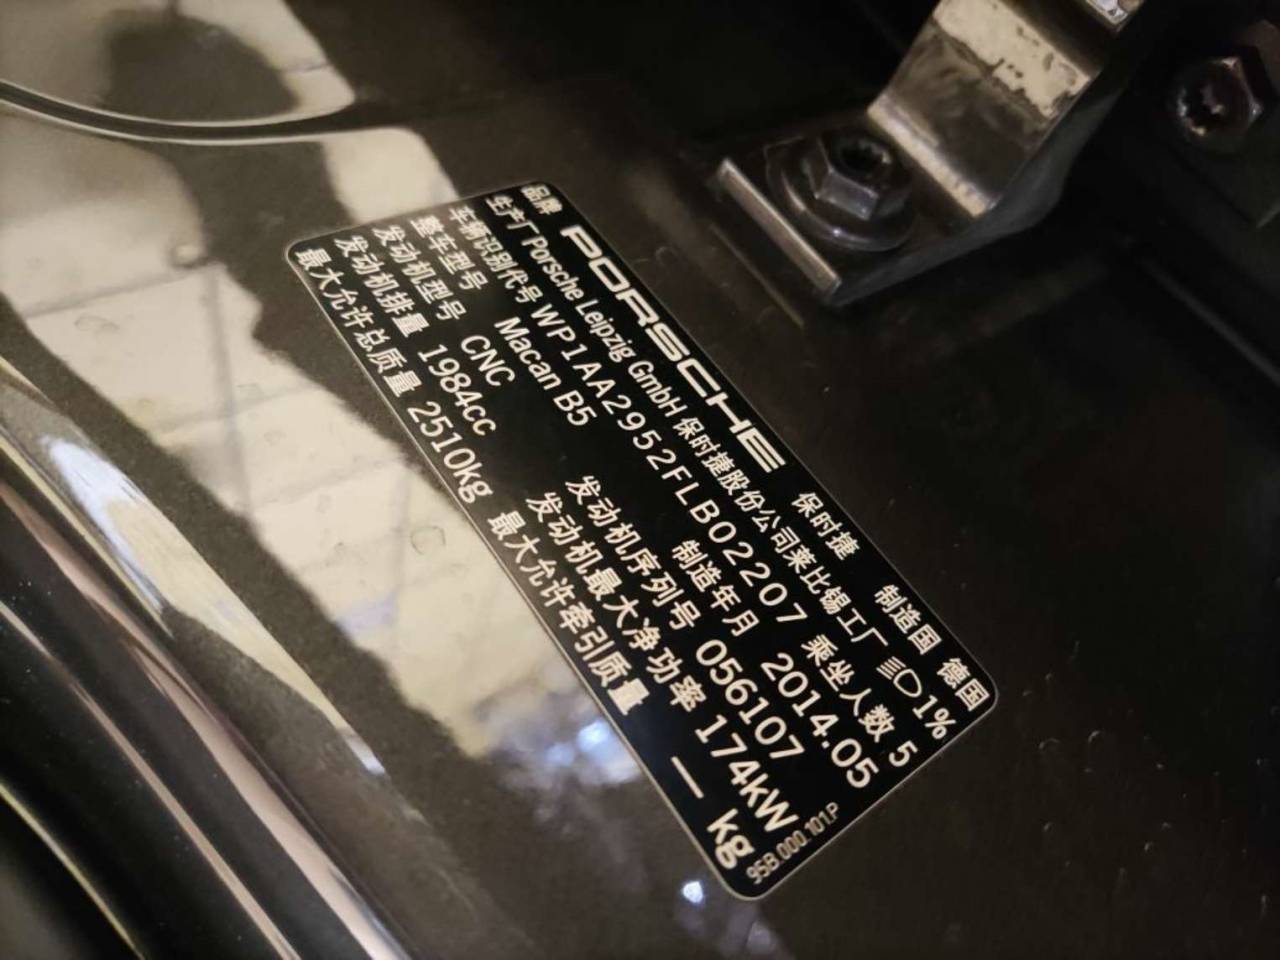 品牌 PORSCHE 保时捷 制造国 德国
生产厂 Porsche Leipzig GmbH 保时捷股份公司莱比锡工厂 1%
车辆识别代号 WP1AA2952FLB02207 乘坐人数 5
整车型号 Macan B5 制造年月 2014.05
发动机型号 CNC 发动机序列号 056107
发动机排量 1984cc 发动机最大净功率 174kW
最大允许总质量 2510kg 最大允许牵引质量 — kg
95B.000.101.P